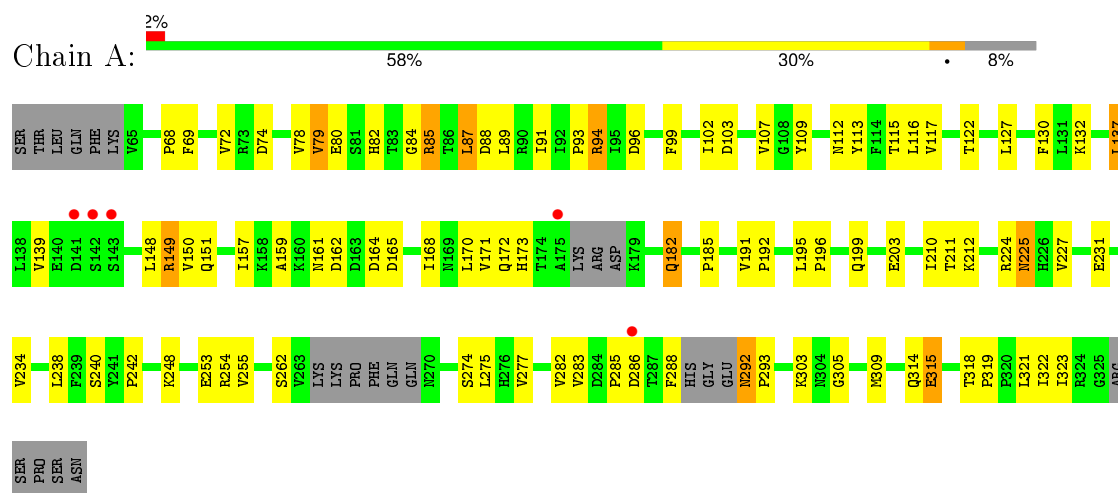 2%
Chain A:
58% 30% • 8%
SER THR LEU GLN PHE LYS V65 P68 F69 V72 R73 D74 V78 V79 E80 S81 H82 T83 G84 R85 T86 L87 D88 L89 R90 I91 I92 P93 R94 I95 D96 F99 I102 D103 V107 G108 Y109 N112 Y113 F114 T115 L116 V117 T122 L127 F130 L131 K132 L137
L138 V139 E140 D141 S142 S143 L148 R149 V150 Q151 I157 K158 A159 K160 N161 D162 D163 D164 D165 I168 N169 L170 V171 Q172 H173 T174 A175 LYS ARG ASP K179 Q182 P185 V191 P192 L195 P196 Q199 E203 I210 T211 K212 R224 N225 H226 V227 E231
V234 L238 F239 S240 Y241 P242 K248 E253 R254 V255 S262 V263 LYS LYS PRO PHE GLN GLN N270 S274 L275 H276 V277 V282 V283 D284 P285 D286 T287 F288 HIS GLY GLU N292 P293 K303 N304 G305 M309 Q314 E315 T318 P319 P320 L321 I322 I323 R324 G325 ARG
SER PRO SER ASN